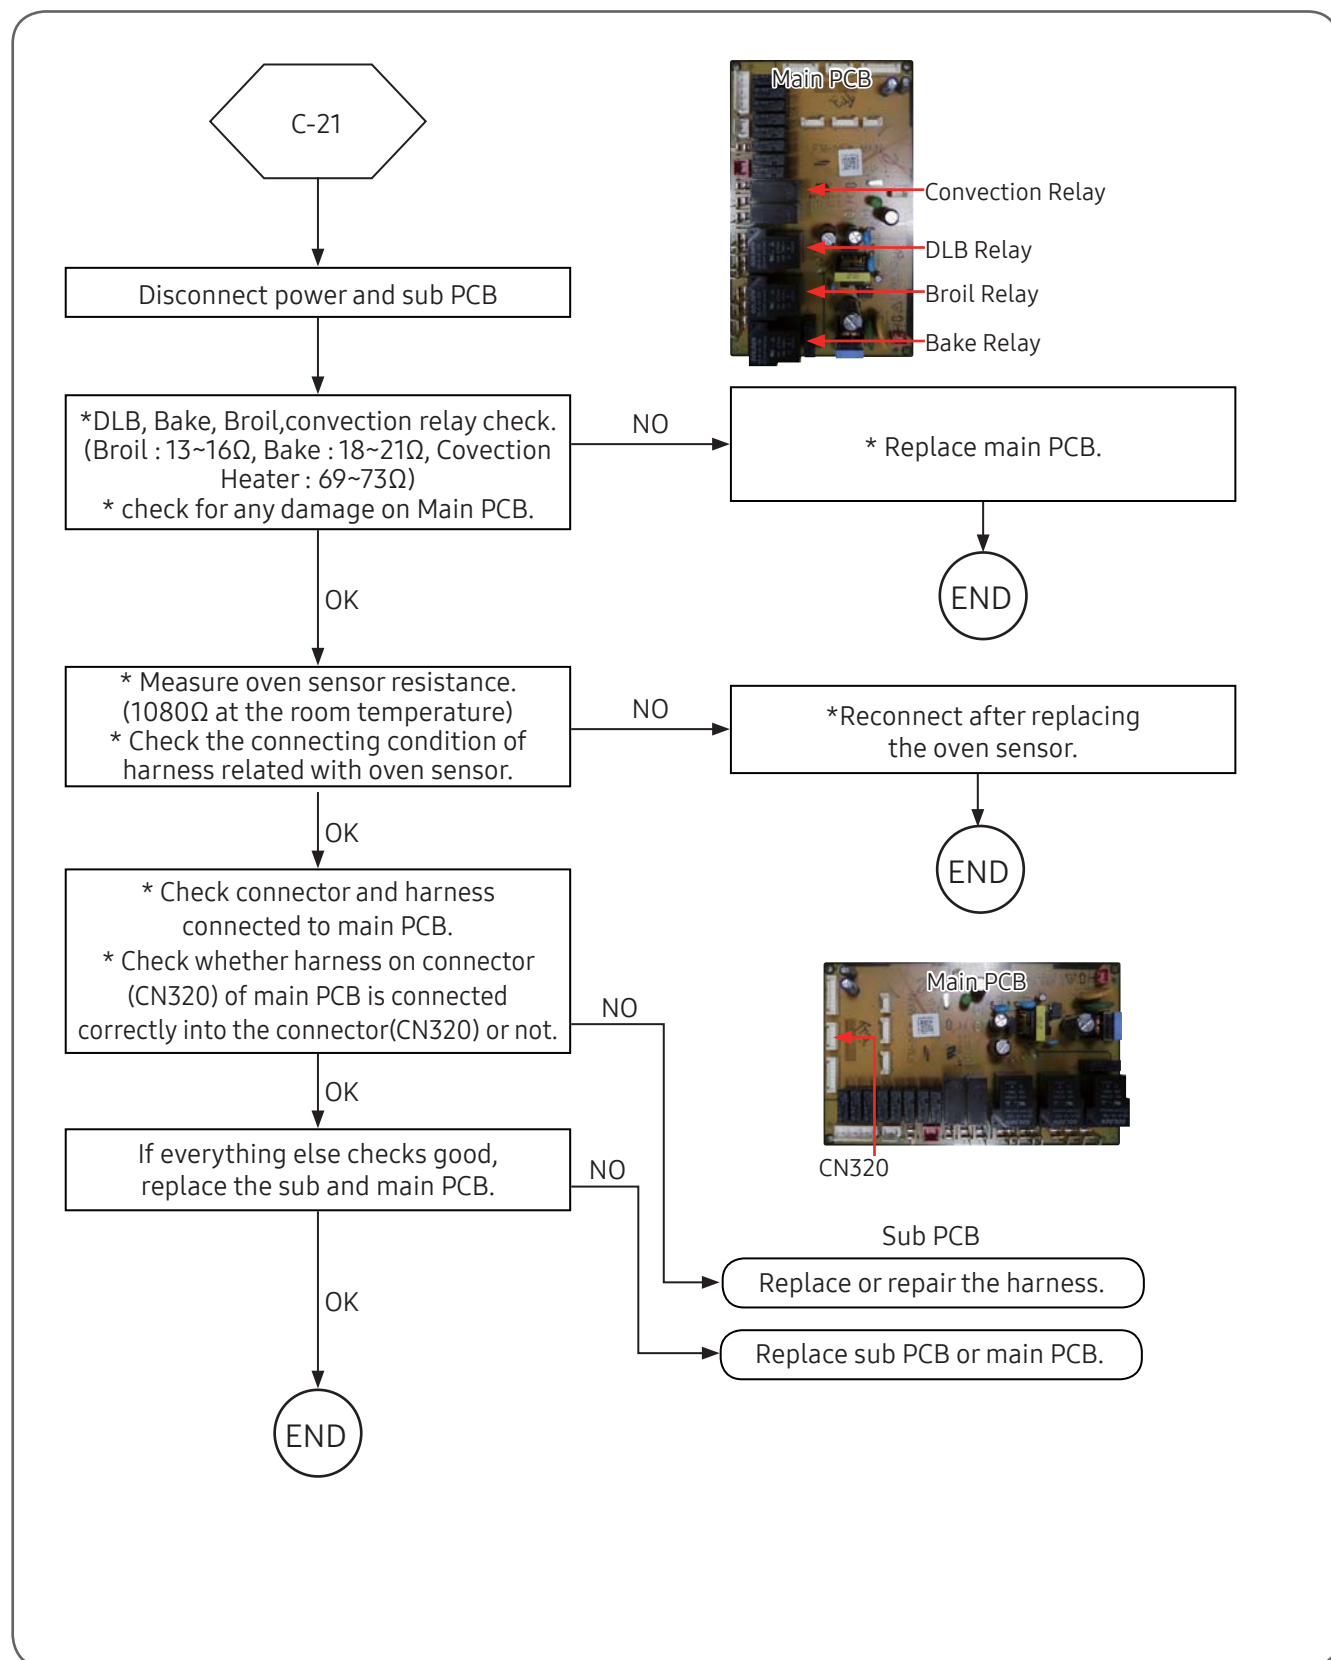 C-21
Main PCB
Convection Relay
DLB Relay
Broil Relay
Bake Relay
Disconnect power and sub PCB
*DLB, Bake, Broil,convection relay check.
(Broil : 13~16Ω, Bake : 18~21Ω, Covection
Heater : 69~73Ω)
* check for any damage on Main PCB.
NO
* Replace main PCB.
END
OK
* Measure oven sensor resistance.
(1080Ω at the room temperature)
* Check the connecting condition of
harness related with oven sensor.
NO
*Reconnect after replacing
the oven sensor.
END
OK
* Check connector and harness
connected to main PCB.
* Check whether harness on connector
(CN320) of main PCB is connected
correctly into the connector(CN320) or not.
NO
Main PCB
CN320
OK
If everything else checks good,
replace the sub and main PCB.
NO
Sub PCB
Replace or repair the harness.
Replace sub PCB or main PCB.
OK
END